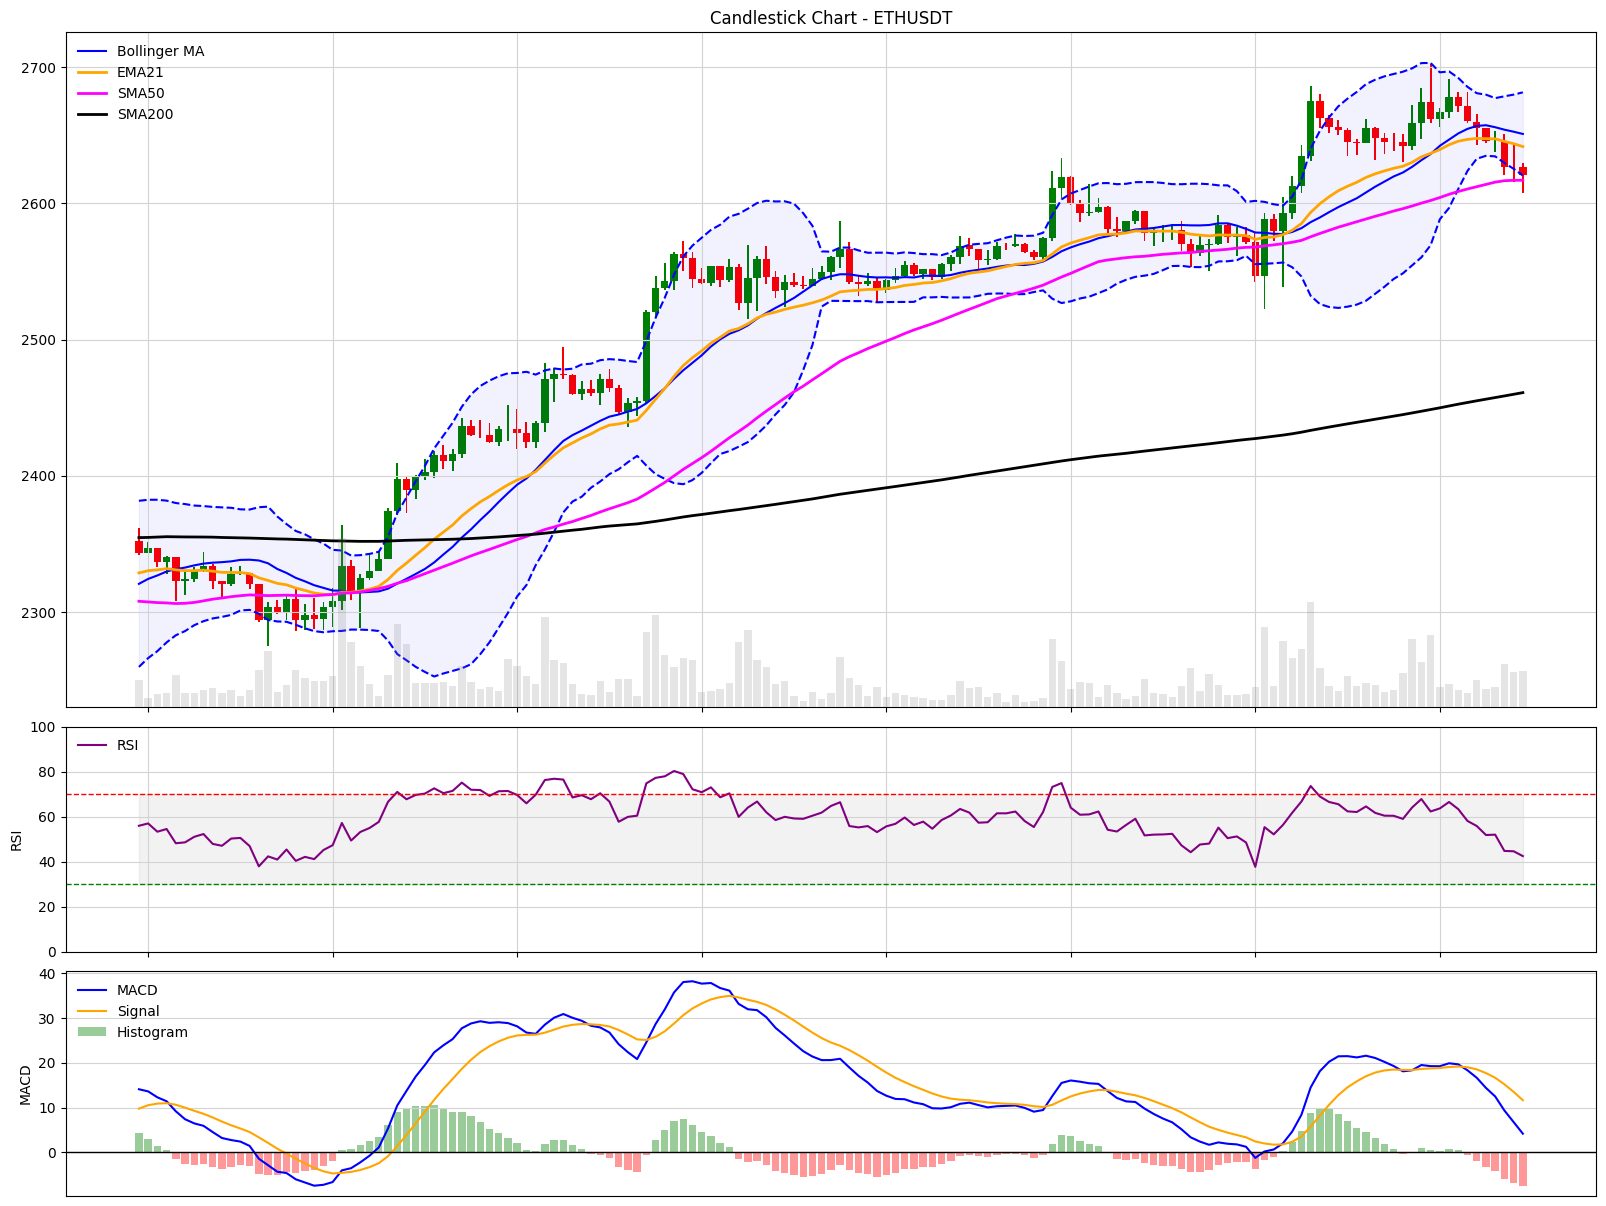 Candlestick Chart - ETHUSDT
Bollinger MA
EMA21
SMA50
SMA200
2700
2600
2500
2400
2300
RSI
100
80
60
40
20
0
RSI
MACD
Signal
Histogram
40
30
20
10
0
MACD